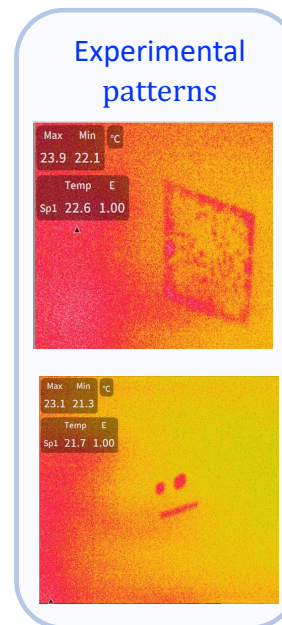 Experimental
patterns
Max Min °C
23.9 22.1
Temp E
Sp1 22.6 1.00
Max Min °C
23.1 21.3
Temp E
Sp1 21.7 1.00